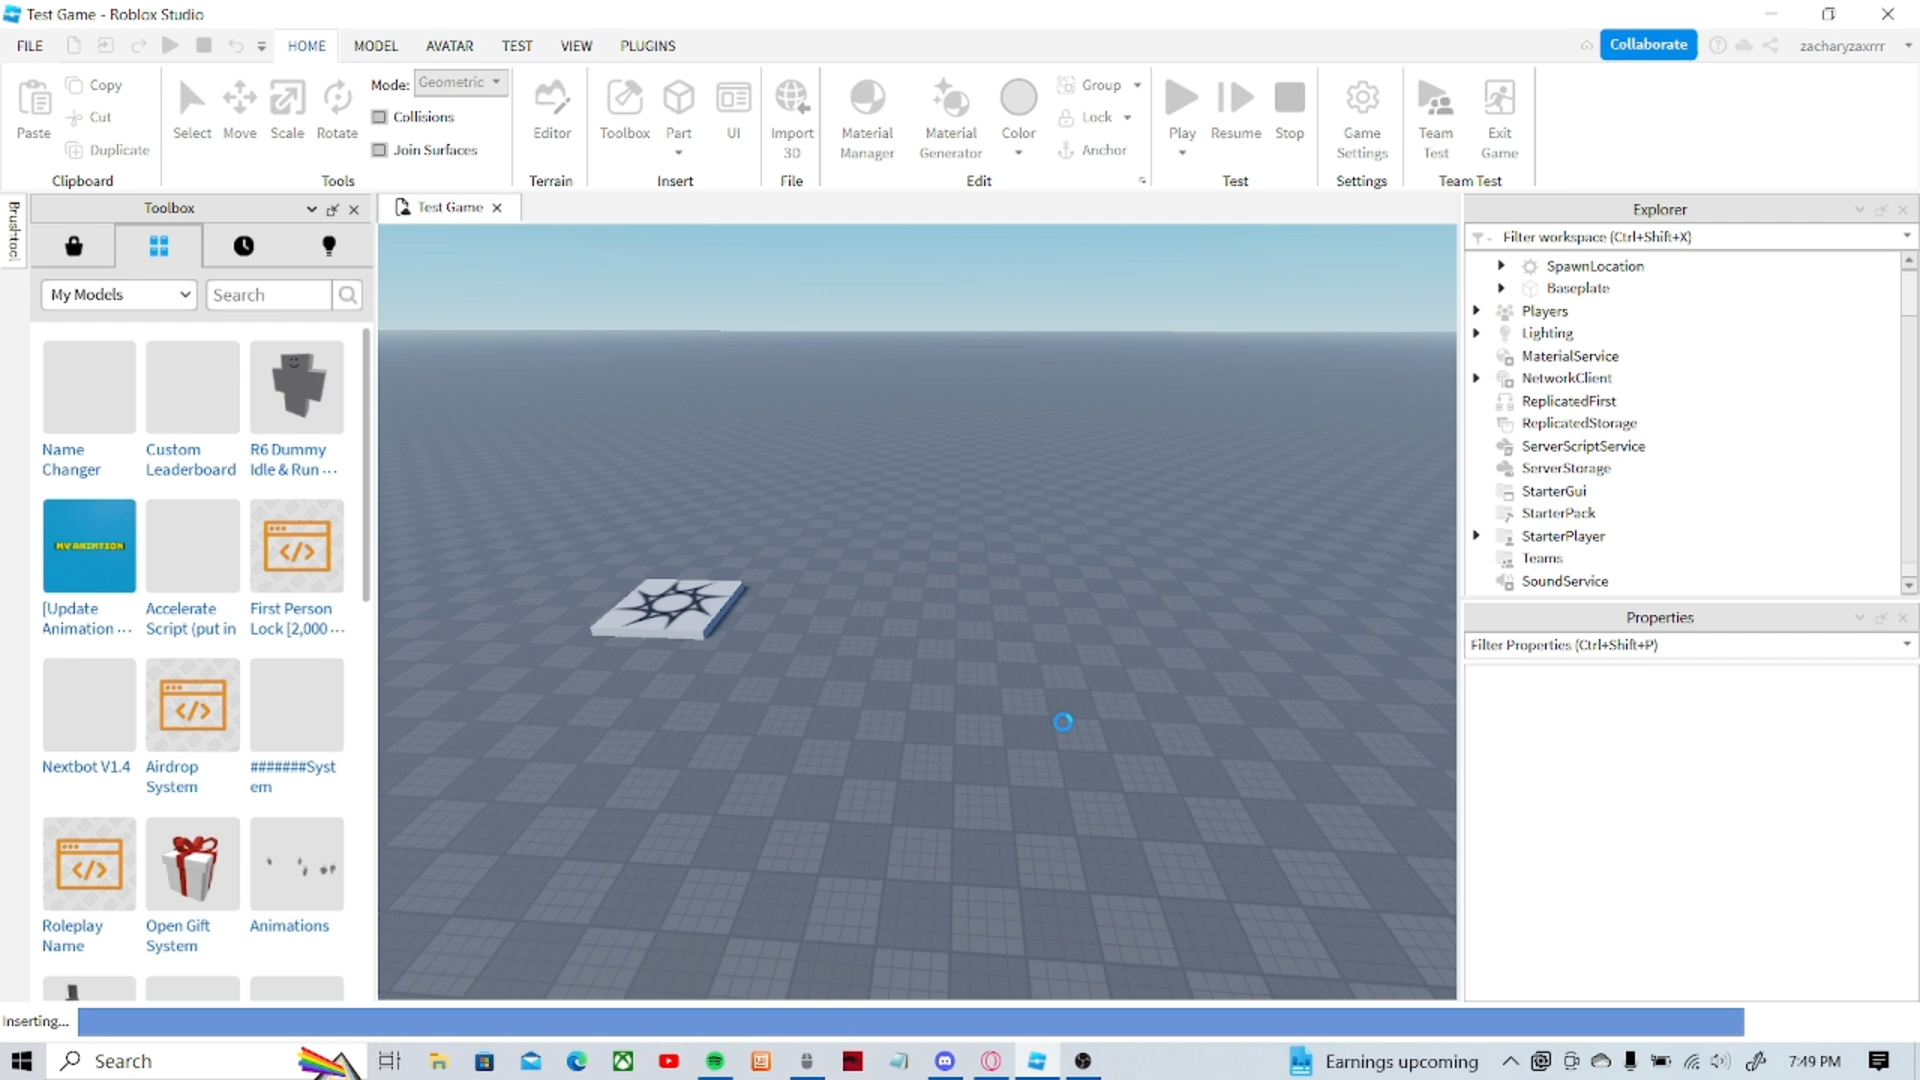 Test Game - Roblox Studio
FILE
HOME
MODEL
AVATAR
TEST
VIEW
PLUGINS
Collaborate
zacharyzaxrrr
Paste
Copy
Cut
Duplicate
Clipboard
Select
Move
Scale
Rotate
Mode: Geometric
Collisions
Join Surfaces
Tools
Editor
Terrain
Toolbox
Part
UI
Insert
Import
3D
File
Material
Manager
Material
Generator
Color
Group
Lock
Anchor
Edit
Play
Resume
Stop
Test
Game
Settings
Settings
Team
Test
Exit
Game
Team Test
Brushtool
Toolbox
My Models
Search
Name
Changer
Custom
Leaderboard
R6 Dummy
Idle & Run ...
[Update
Animation ...
Accelerate
Script (put in
First Person
Lock [2,000 ...
Nextbot V1.4
Airdrop
System
#######Syst
em
Roleplay
Name
Open Gift
System
Animations
Test Game
Explorer
Filter workspace (Ctrl+Shift+X)
SpawnLocation
Baseplate
Players
Lighting
MaterialService
NetworkClient
ReplicatedFirst
ReplicatedStorage
ServerScriptService
ServerStorage
StarterGui
StarterPack
StarterPlayer
Teams
SoundService
Properties
Filter Properties (Ctrl+Shift+P)
Inserting...
Search
Earnings upcoming
7:49 PM